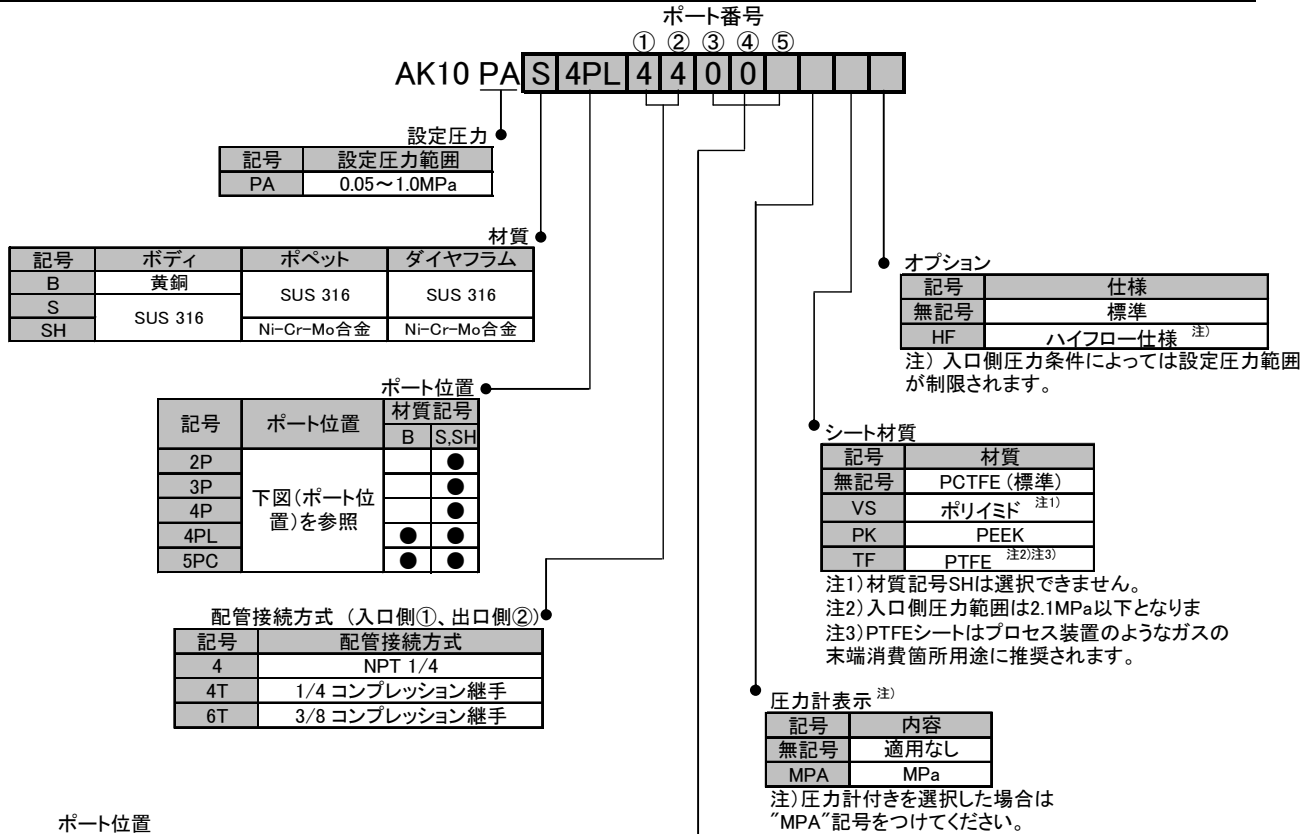 ポート番号
① ② ③ ④ ⑤
AK10 PA S 4PL 4 4 0 0
設定圧力
記号 設定圧力範囲
PA 0.05～1.0MPa
材質
記号 ボディ ポペット ダイヤフラム
B 黄銅 SUS 316 SUS 316
S SUS 316
SH Ni-Cr-Mo合金 Ni-Cr-Mo合金
ポート位置
記号 ポート位置 材質記号
B S,SH
2P 下図(ポート位置)を参照 ●
3P ●
4P ●
4PL ● ●
5PC ● ●
配管接続方式 (入口側①、出口側②)
記号 配管接続方式
4 NPT 1/4
4T 1/4 コンプレッション継手
6T 3/8 コンプレッション継手
オプション
記号 仕様
無記号 標準
HF ハイフロー仕様 注)
注) 入口側圧力条件によっては設定圧力範囲
が制限されます。
シート材質
記号 材質
無記号 PCTFE (標準)
VS ポリイミド 注1)
PK PEEK
TF PTFE 注2)注3)
注1)材質記号SHは選択できません。
注2)入口側圧力範囲は2.1MPa以下となりま
注3)PTFEシートはプロセス装置のようなガスの
末端消費箇所用途に推奨されます。
圧力計表示 注)
記号 内容
無記号 適用なし
MPA MPa
注)圧力計付きを選択した場合は
"MPA"記号をつけてください。
ポート位置